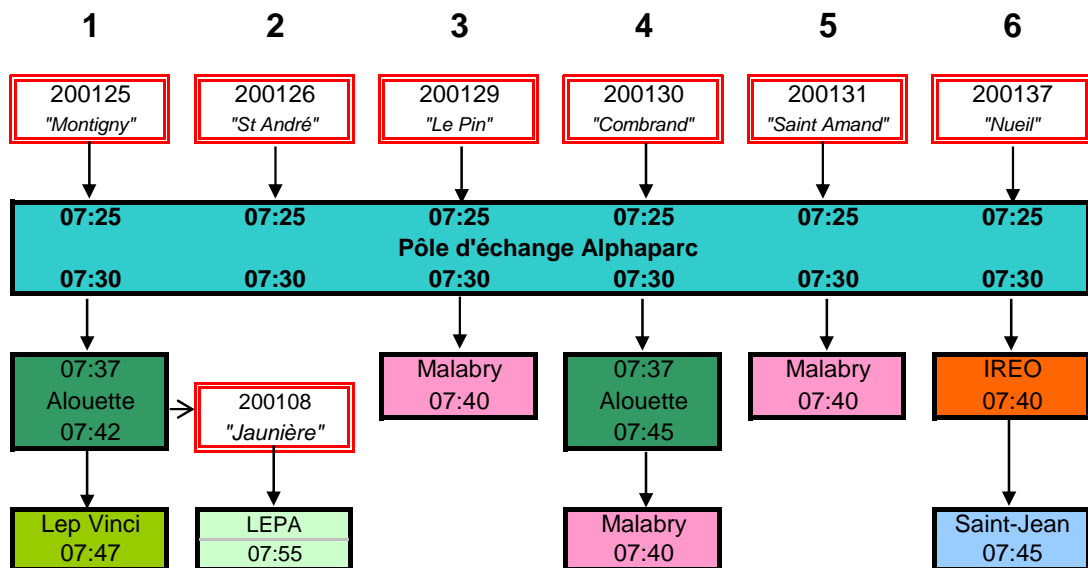 1 2 3 4 5 6
200125 200126 200129 200130 200131 200137
"Montigny" "St André" "Le Pin" "Combrand" "Saint Amand" "Nueil"
07:25 07:25 07:25 07:25 07:25 07:25
Pôle d'échange Alphaparc
07:30 07:30 07:30 07:30 07:30 07:30
07:37 Malabry 07:37 Malabry IREO
Alouette 200108 07:40 Alouette 07:40 07:40
07:42 "Jaunière" 07:45
Lep Vinci LEPA Malabry Saint-Jean
07:47 07:55 07:40 07:45